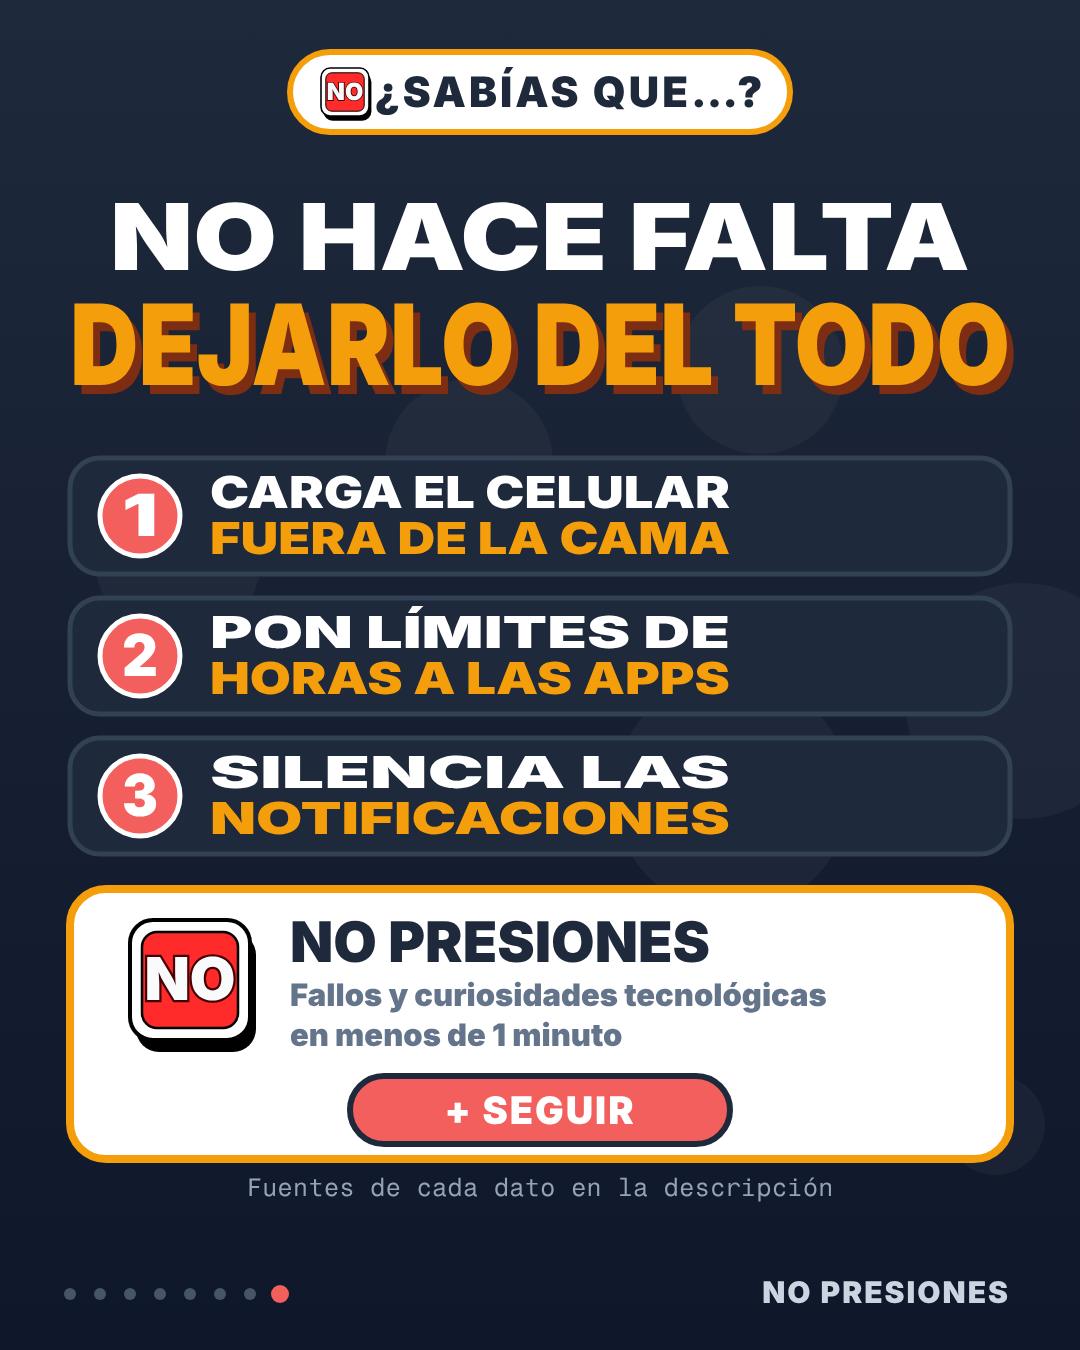 NO ¿SABÍAS QUE...?
NO HACE FALTA
DEJARLO DEL TODO
1 CARGA EL CELULAR
FUERA DE LA CAMA
2 PON LÍMITES DE
HORAS A LAS APPS
3 SILENCIA LAS
NOTIFICACIONES
NO
NO PRESIONES
Fallos y curiosidades tecnológicas
en menos de 1 minuto
+ SEGUIR
Fuentes de cada dato en la descripción
NO PRESIONES